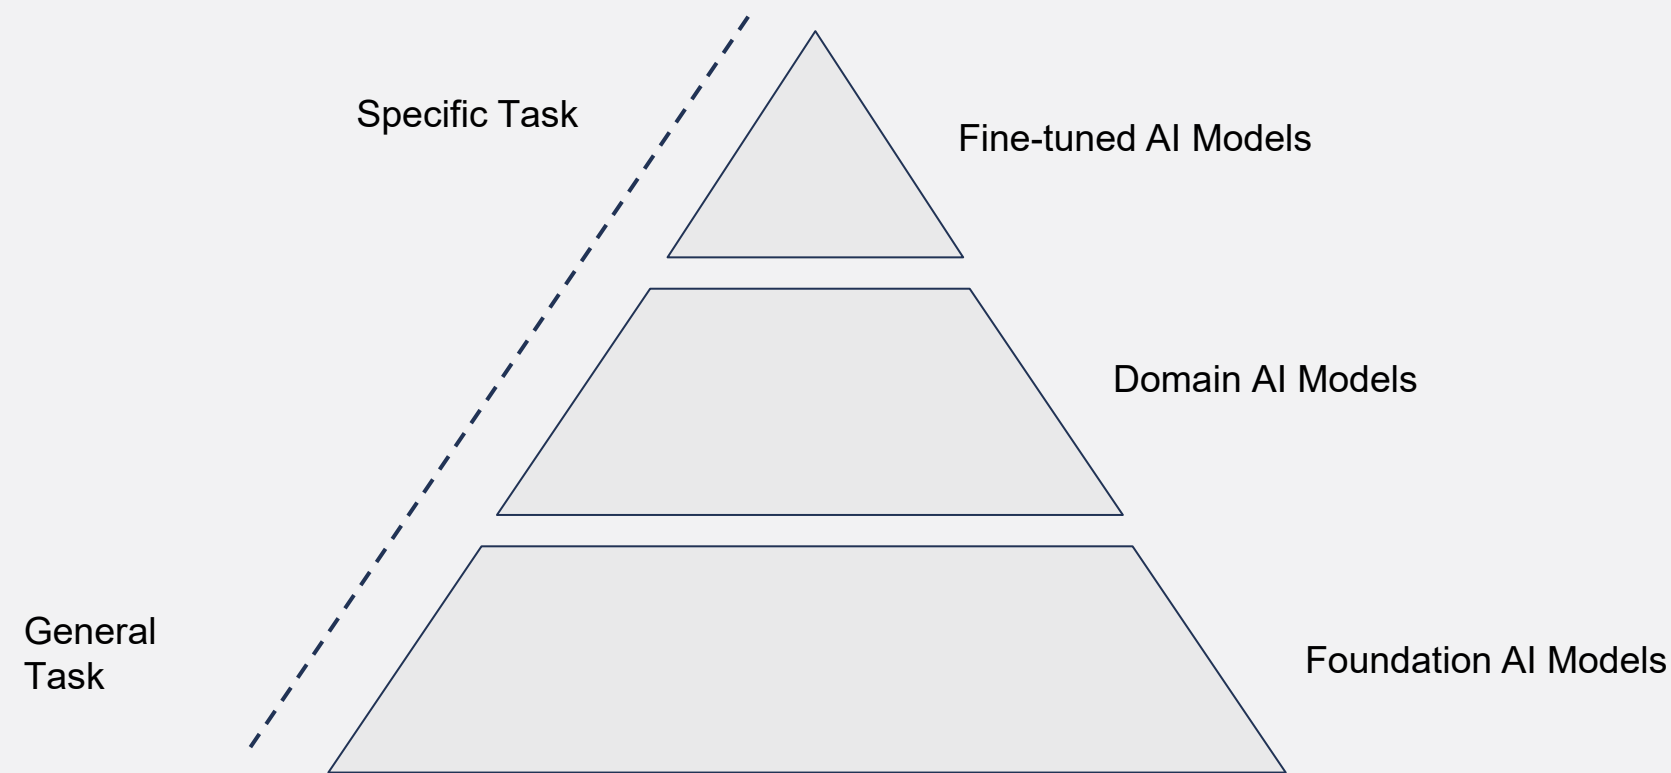 Specific Task
Fine-tuned AI Models
Domain AI Models
General
Task
Foundation AI Models